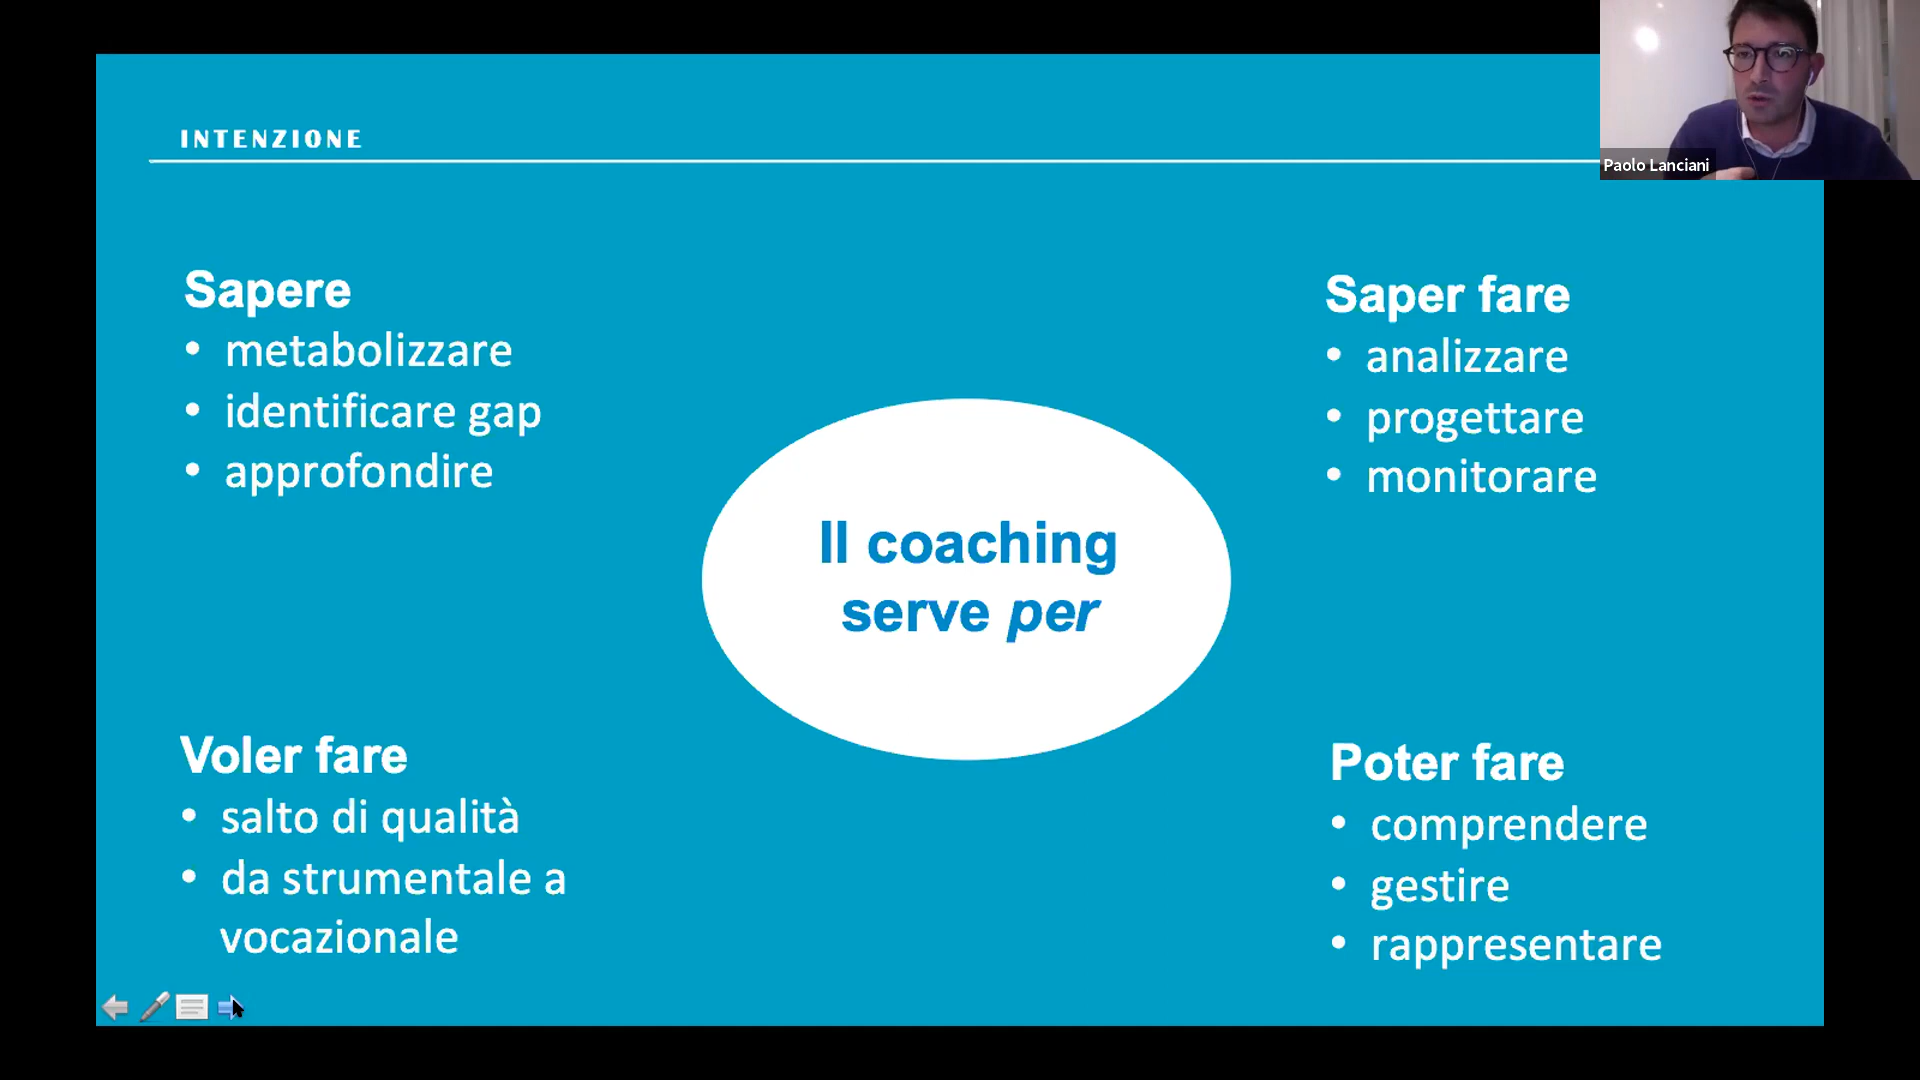 INTENZIONE
Paolo Lanciani
Sapere
• metabolizzare
• identificare gap
• approfondire
Saper fare
• analizzare
• progettare
• monitorare
Il coaching
serve per
Voler fare
• salto di qualità
• da strumentale a
vocazionale
Poter fare
• comprendere
• gestire
• rappresentare